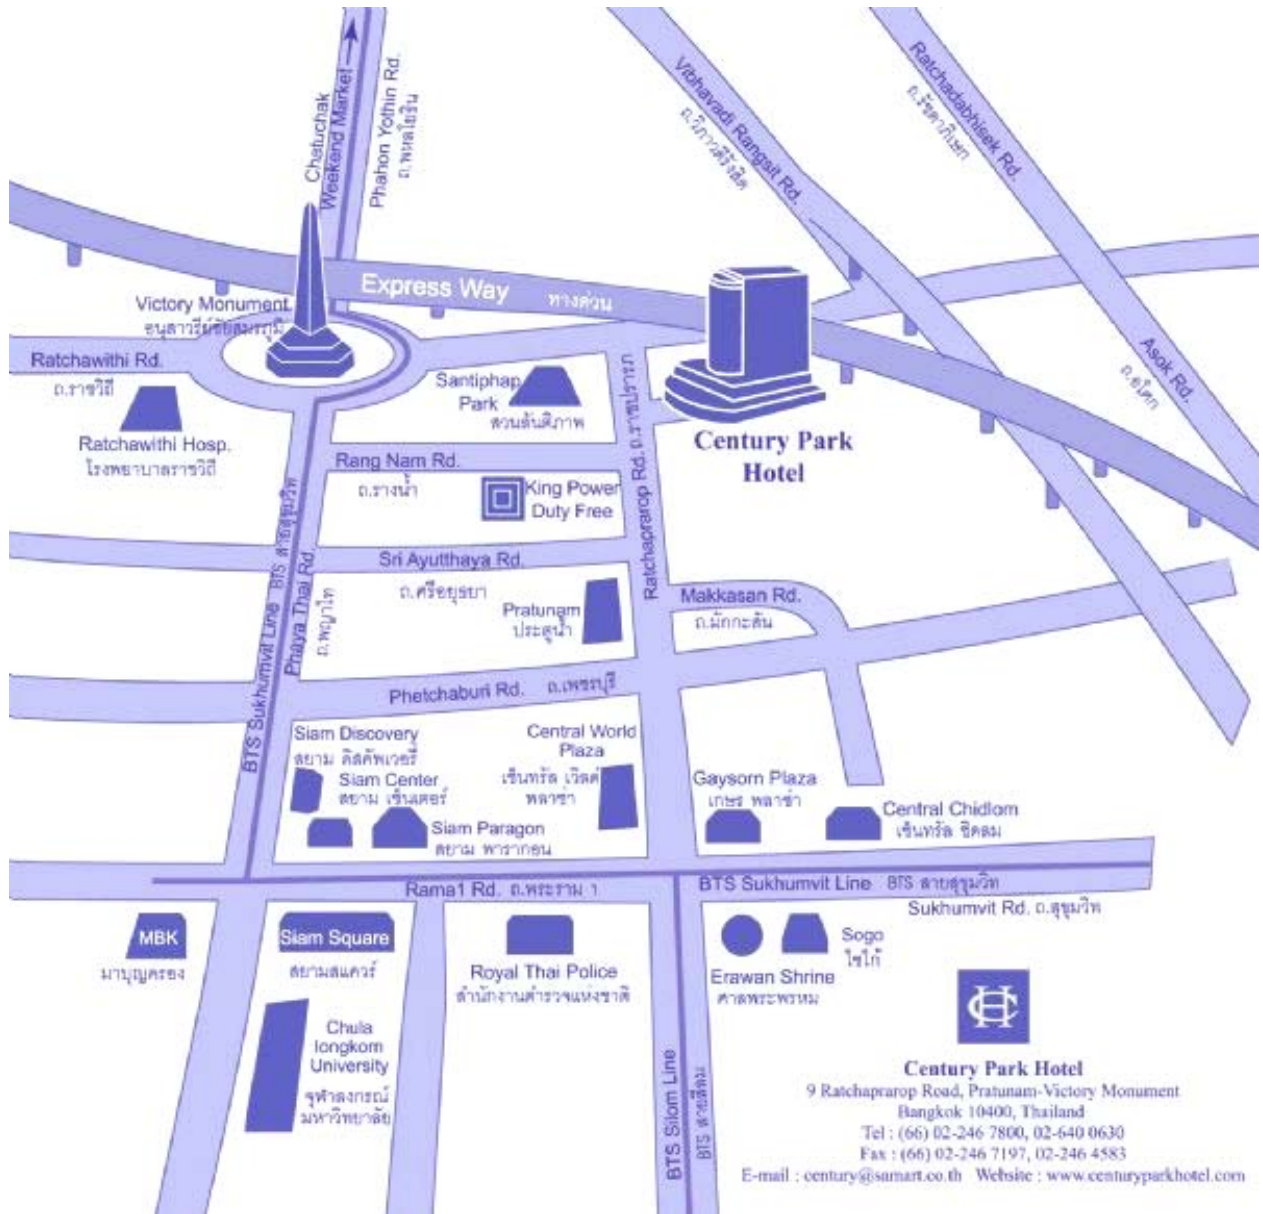 Chatuchak
Weekend Market
Phahon Yothin Rd.
ถ.พหลโยธิน
Vibhavadi Rangsit Rd.
ถ.วิภาวดีรังสิต
Ratchadabhisek Rd.
ถ.รัชดาภิเษก
Express Way ทางด่วน
Victory Monument
อนุสาวรีย์ชัยสมรภูมิ
Ratchawithi Rd.
ถ.ราชวิถี
Ratchawithi Hosp.
โรงพยาบาลราชวิถี
Santiphap
Park
สวนสันติภาพ
Ratchaprarop Rd. ถ.ราชปรารภ
Century Park
Hotel
Asok Rd.
ถ.อโศก
Rang Nam Rd.
ถ.รางน้ำ
King Power
Duty Free
Sri Ayutthaya Rd.
ถ.ศรีอยุธยา
Pratunam
ประตูน้ำ
Makkasan Rd.
ถ.มักกะสัน
BTS Sukhumvit Line BTS สายสุขุมวิท
Phaya Thai Rd.
ถ.พญาไท
Phetchaburi Rd. ถ.เพชรบุรี
Siam Discovery
สยาม ดิสคัพเวอรี่
Siam Center
สยาม เซ็นเตอร์
Siam Paragon
สยาม พารากอน
Central World
Plaza
เซ็นทรัล เวิลด์
พลาซ่า
Gaysorn Plaza
เกษร พลาซ่า
Central Chidlom
เซ็นทรัล ชิดลม
Rama1 Rd. ถ.พระราม 1
BTS Sukhumvit Line BTS สายสุขุมวิท
Sukhumvit Rd. ถ.สุขุมวิท
MBK
มาบุญครอง
Siam Square
สยามสแควร์
Royal Thai Police
สำนักงานตำรวจแห่งชาติ
Erawan Shrine
ศาลพระพรหม
Sogo
โซโก้
Chula
longkorn
University
จุฬาลงกรณ์
มหาวิทยาลัย
BTS Silom Line
BTS สายสีลม
Century Park Hotel
9 Ratchaprarop Road, Pratunam-Victory Monument
Bangkok 10400, Thailand
Tel : (66) 02-246 7800, 02-640 0630
Fax : (66) 02-246 7197, 02-246 4583
E-mail : century@samart.co.th Website : www.centuryparkhotel.com